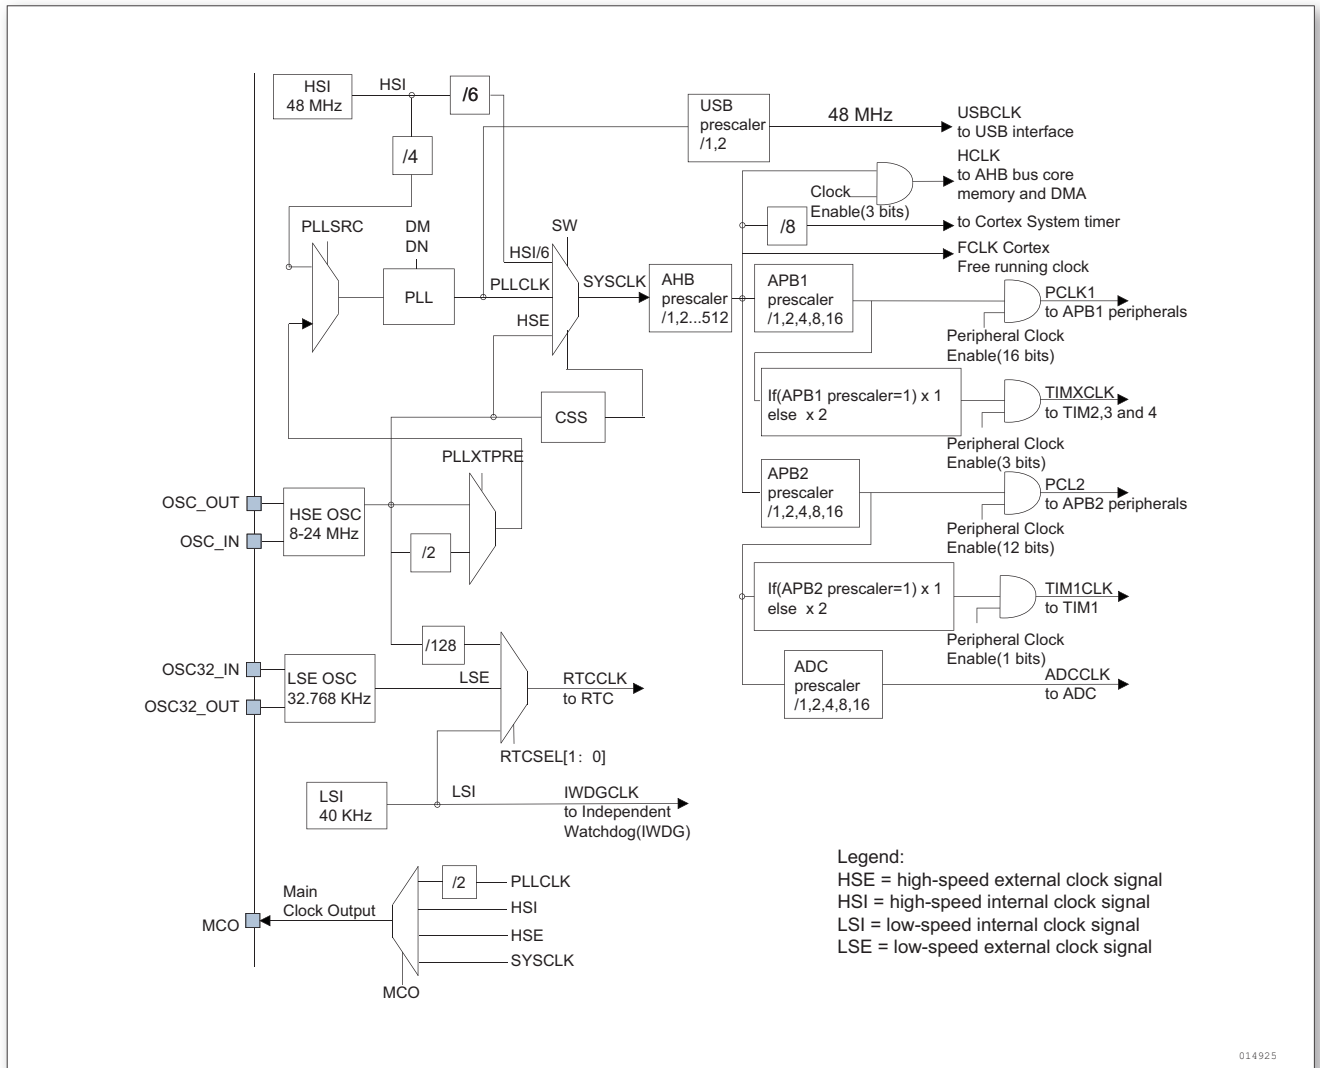 HSI
48 MHz
HSI
/6
/4
USB
prescaler
/1,2
48 MHz
USBCLK
to USB interface
HCLK
to AHB bus core
memory and DMA
Clock
Enable(3 bits)
/8
to Cortex System timer
FCLK Cortex
Free running clock
PLLSRC
DM
DN
PLL
SW
HSI/6
PLLCLK
HSE
SYSCLK
AHB
prescaler
/1,2...512
APB1
prescaler
/1,2,4,8,16
PCLK1
to APB1 peripherals
Peripheral Clock
Enable(16 bits)
If(APB1 prescaler=1) x 1
else x 2
TIMXCLK
to TIM2,3 and 4
Peripheral Clock
Enable(3 bits)
CSS
PLLXTPRE
APB2
prescaler
/1,2,4,8,16
PCL2
to APB2 peripherals
Peripheral Clock
Enable(12 bits)
OSC_OUT
OSC_IN
HSE OSC
8-24 MHz
/2
If(APB2 prescaler=1) x 1
else x 2
TIM1CLK
to TIM1
Peripheral Clock
Enable(1 bits)
/128
OSC32_IN
OSC32_OUT
LSE OSC
32.768 KHz
LSE
RTCCLK
to RTC
RTCSEL[1: 0]
ADC
prescaler
/1,2,4,8,16
ADCCLK
to ADC
LSI
40 KHz
LSI
IWDGCLK
to Independent
Watchdog(IWDG)
Main
Clock Output
MCO
/2
PLLCLK
HSI
HSE
SYSCLK
MCO
Legend:
HSE = high-speed external clock signal
HSI = high-speed internal clock signal
LSI = low-speed internal clock signal
LSE = low-speed external clock signal
014925